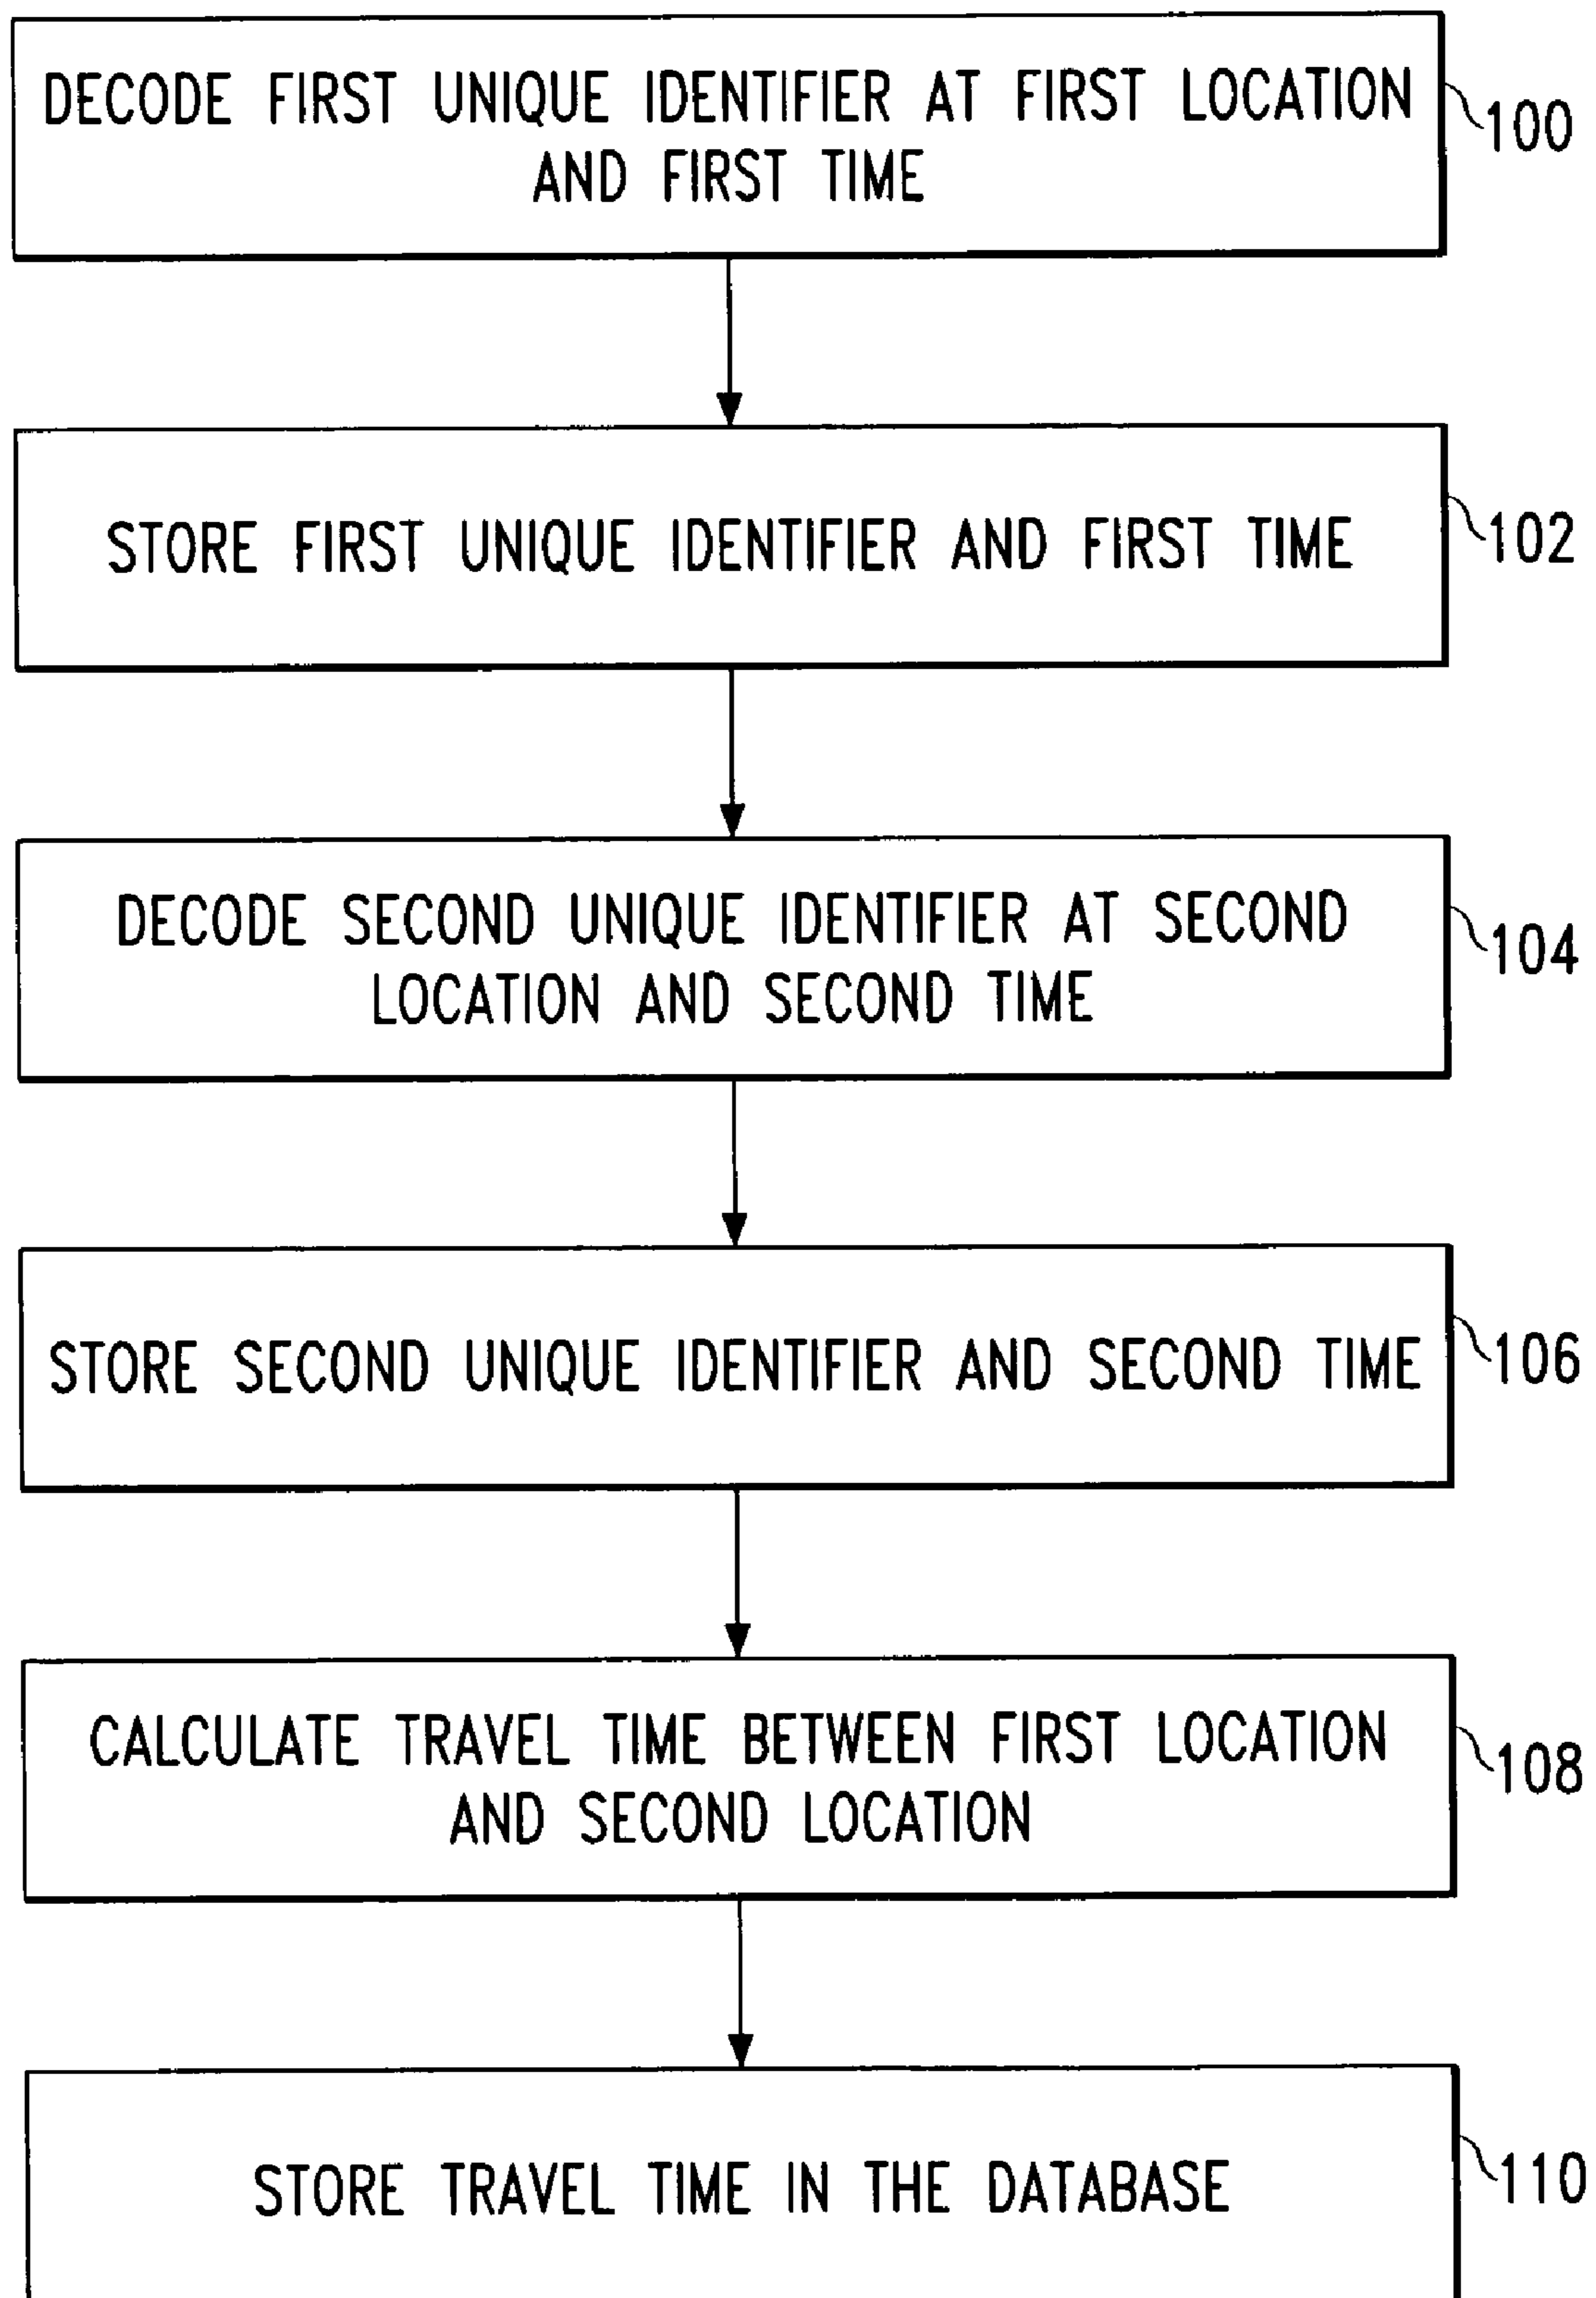 DECODE FIRST UNIQUE IDENTIFIER AT FIRST LOCATION
AND FIRST TIME
100
STORE FIRST UNIQUE IDENTIFIER AND FIRST TIME
102
DECODE SECOND UNIQUE IDENTIFIER AT SECOND
LOCATION AND SECOND TIME
104
STORE SECOND UNIQUE IDENTIFIER AND SECOND TIME
106
CALCULATE TRAVEL TIME BETWEEN FIRST LOCATION
AND SECOND LOCATION
108
STORE TRAVEL TIME IN THE DATABASE
110